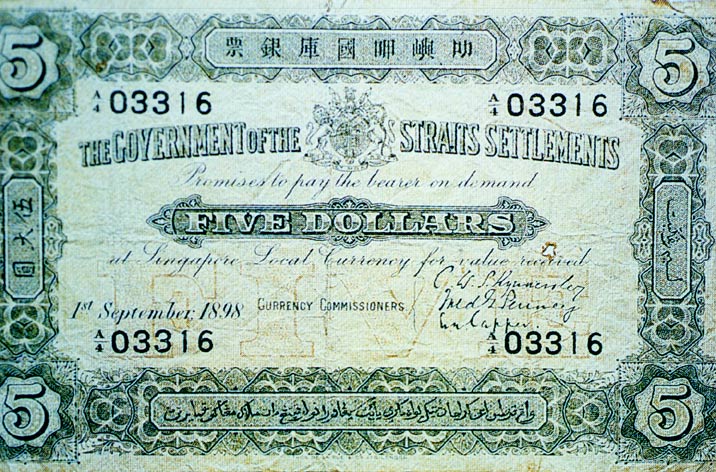 叻嶼呷國庫銀票
5
5
A/4 03316
A/4 03316
THE GOVERNMENT OF THE STRAITS SETTLEMENTS
Promises to pay the bearer on demand
FIVE DOLLARS
at Singapore Local Currency for value received
伍大圓
1st September, 1898
CURRENCY COMMISSIONERS
FIVE
A/4 03316
A/4 03316
5
5